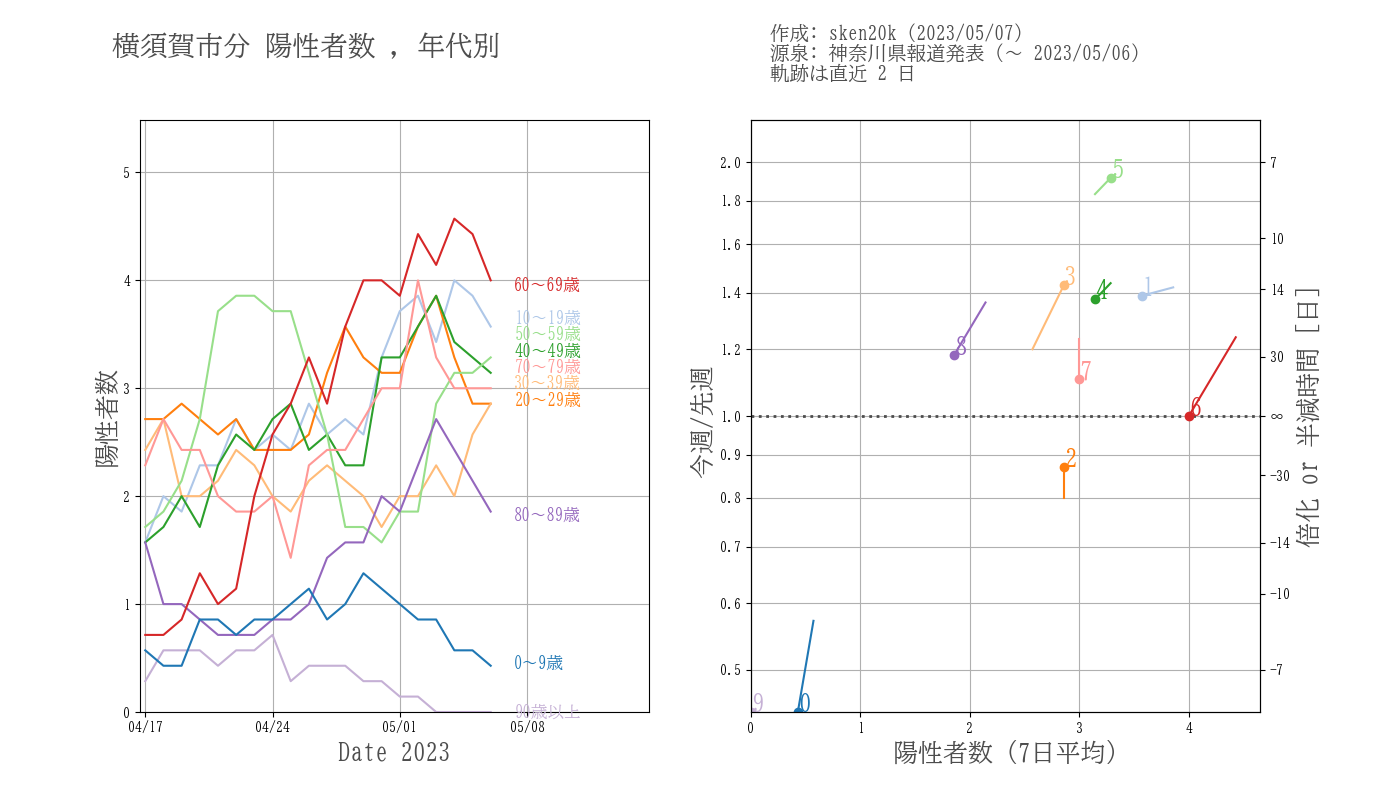 横須賀市分 陽性者数 , 年代別
作成: sken20k (2023/05/07)
源泉: 神奈川県報道発表 (〜 2023/05/06)
軌跡は直近 2 日
陽性者数
5
4
3
2
1
0
04/17
04/24
05/01
05/08
Date 2023
60〜69歳
10〜19歳
50〜59歳
40〜49歳
70〜79歳
30〜39歳
20〜29歳
80〜89歳
0〜9歳
90歳以上
今週/先週
2.0
1.8
1.6
1.4
1.2
1.0
0.9
0.8
0.7
0.6
0.5
0
1
2
3
4
陽性者数 (7日平均)
5
3
4
1
8
7
6
2
9
0
7
10
14
30
∞
−30
−14
−10
−7
倍化 or 半減時間 [日]